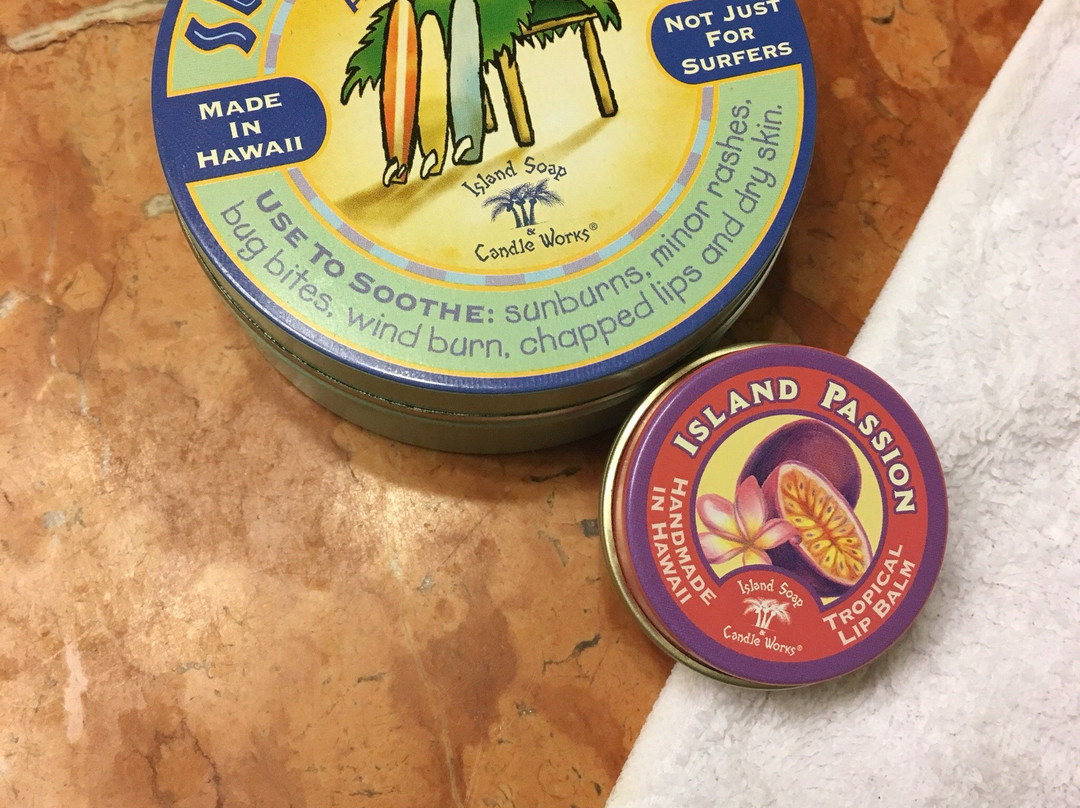 MADE
IN
HAWAII
NOT JUST
FOR
SURFERS
Island Soap
&
Candle Works®
USE TO SOOTHE: sunburns, minor rashes,
bug bites, wind burn, chapped lips and dry skin.
ISLAND PASSION
HANDMADE
IN HAWAII
TROPICAL
LIP BALM
Island Soap
&
Candle Works®